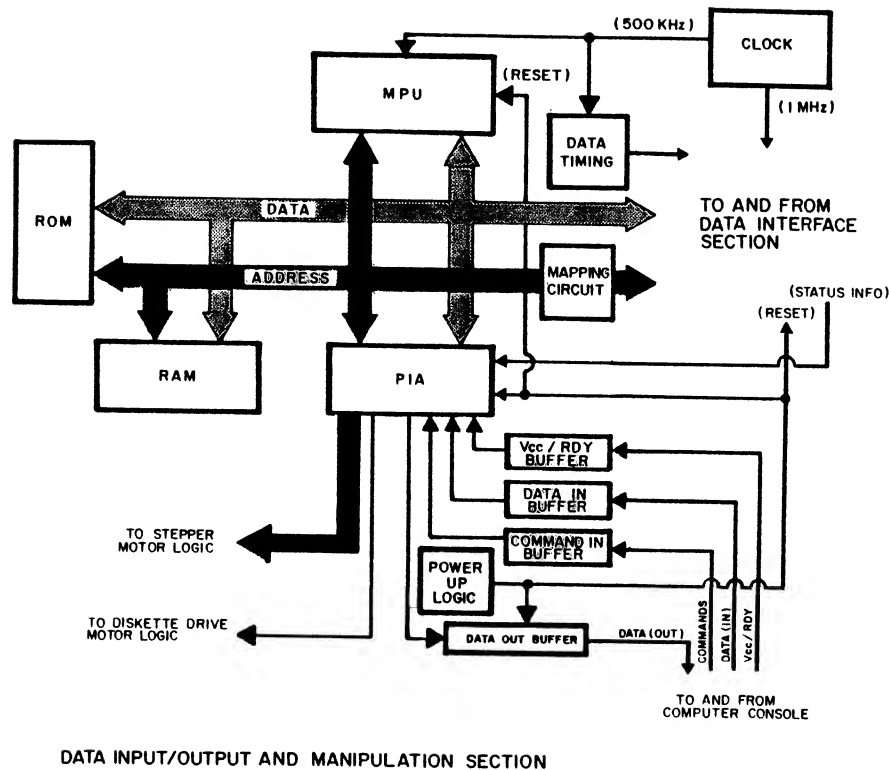 (500 KHz)
CLOCK
(RESET)
MPU
(1 MHz)
DATA
TIMING
ROM
DATA
TO AND FROM
DATA INTERFACE
SECTION
ADDRESS
MAPPING
CIRCUIT
(STATUS INFO)
(RESET)
RAM
PIA
Vcc / RDY
BUFFER
DATA IN
BUFFER
TO STEPPER
MOTOR LOGIC
COMMAND IN
BUFFER
POWER
UP
LOGIC
TO DISKETTE DRIVE
MOTOR LOGIC
DATA OUT BUFFER
DATA (OUT)
COMMANDS
DATA (IN)
Vcc / RDY
TO AND FROM
COMPUTER CONSOLE
DATA INPUT/OUTPUT AND MANIPULATION SECTION